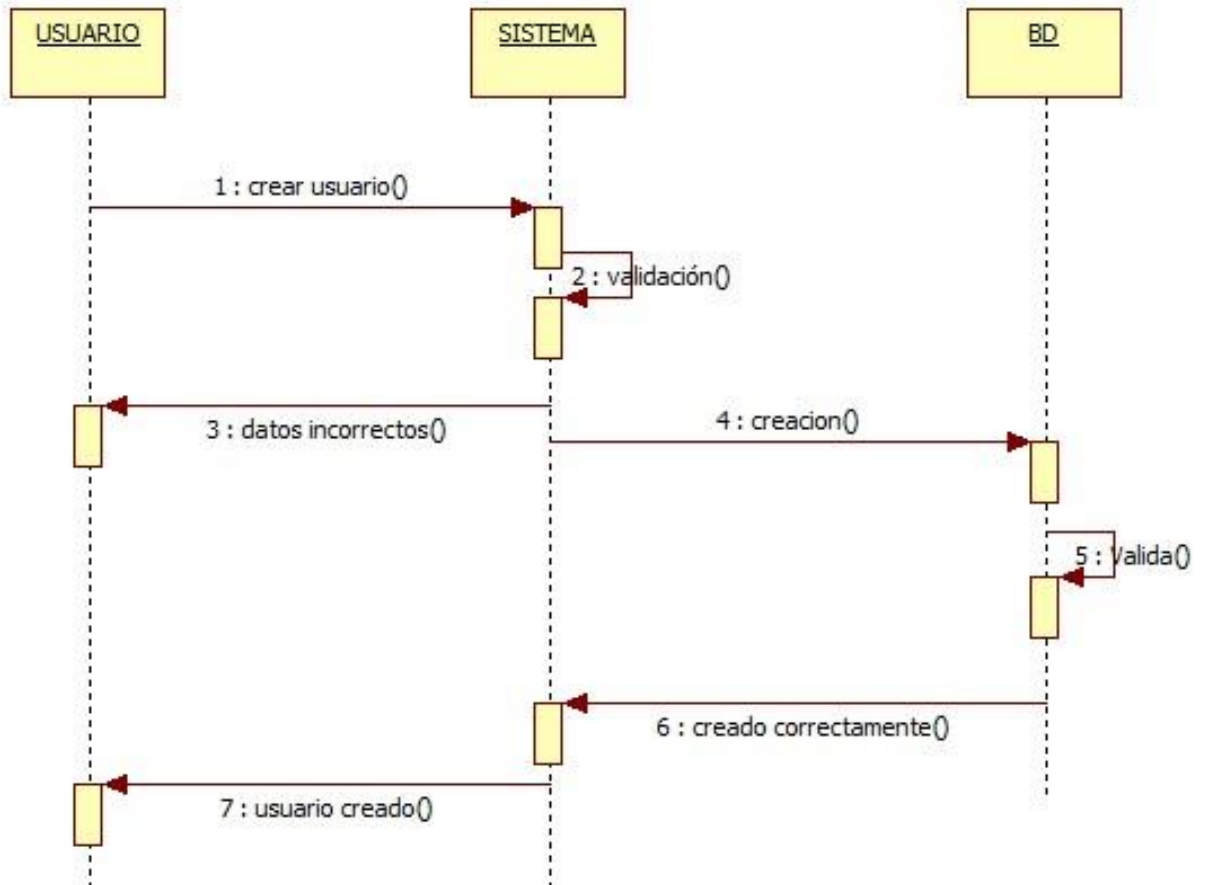 USUARIO
SISTEMA
BD
1 : crear usuario()
2 : validación()
3 : datos incorrectos()
4 : creacion()
5 : Valida()
6 : creado correctamente()
7 : usuario creado()